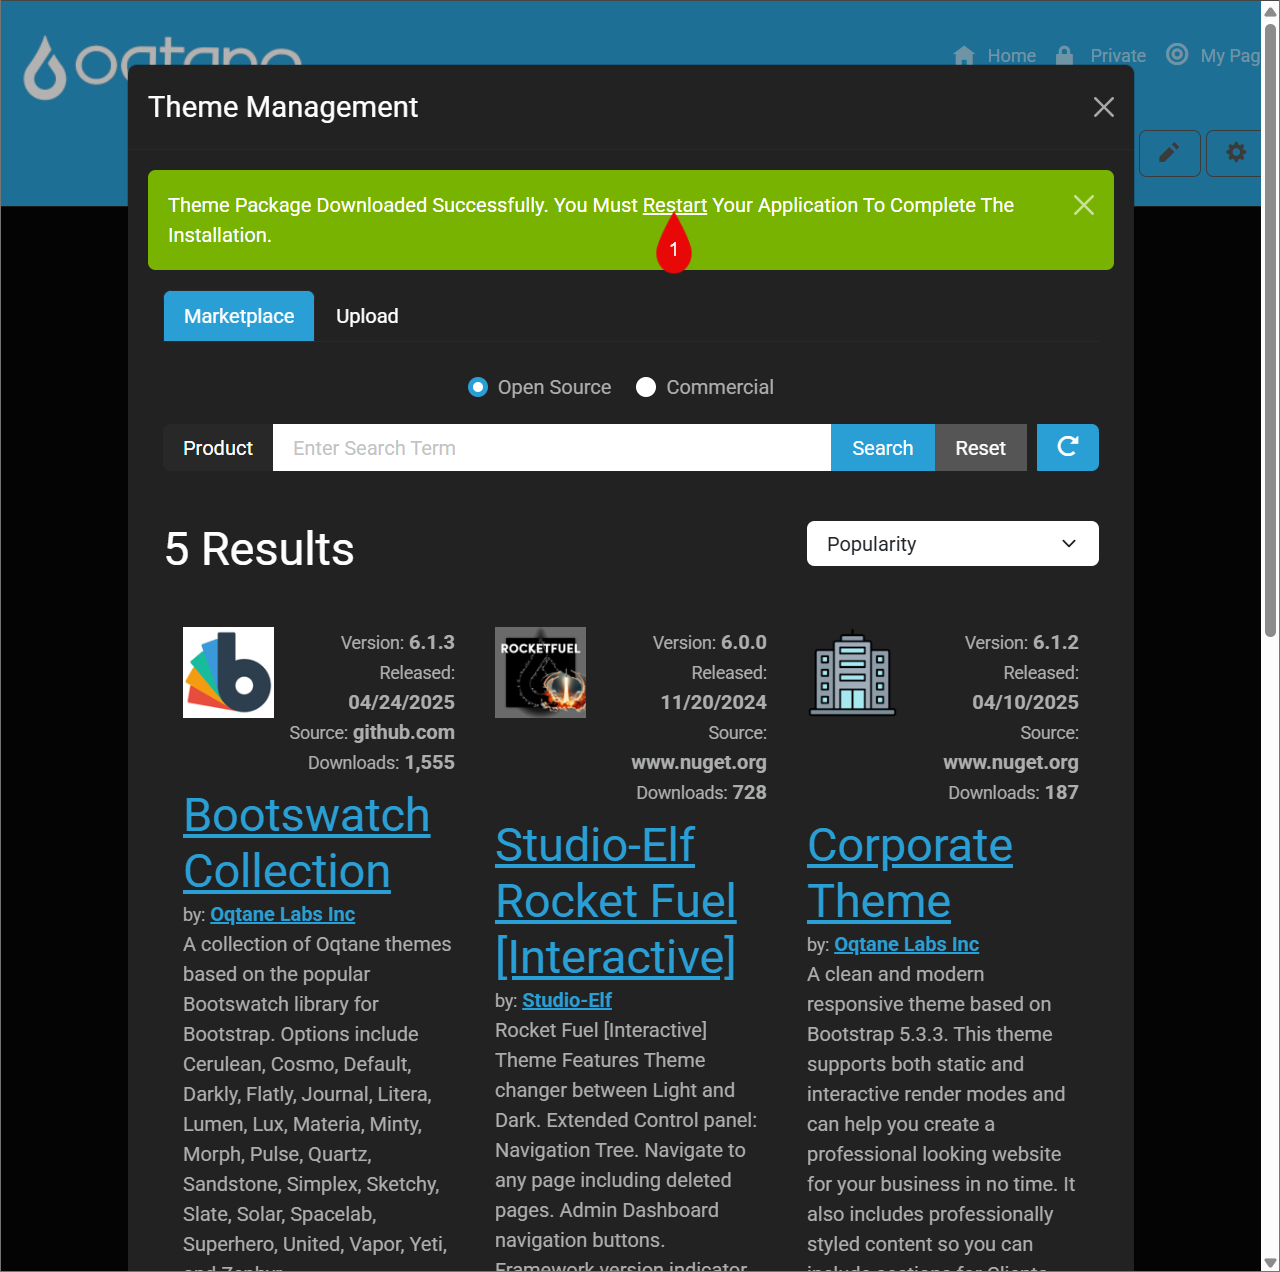 oqtane
Home Private My Pag
Theme Management
Theme Package Downloaded Successfully. You Must Restart Your Application To Complete The
Installation.
1
Marketplace Upload
Open Source Commercial
Product Enter Search Term Search Reset
5 Results
Popularity
Version: 6.1.3
Released:
04/24/2025
Source: github.com
Downloads: 1,555
Bootswatch
Collection
by: Oqtane Labs Inc
A collection of Oqtane themes
based on the popular
Bootswatch library for
Bootstrap. Options include
Cerulean, Cosmo, Default,
Darkly, Flatly, Journal, Litera,
Lumen, Lux, Materia, Minty,
Morph, Pulse, Quartz,
Sandstone, Simplex, Sketchy,
Slate, Solar, Spacelab,
Superhero, United, Vapor, Yeti,
and Zephyr
ROCKETFUEL
Version: 6.0.0
Released:
11/20/2024
Source:
www.nuget.org
Downloads: 728
Studio-Elf
Rocket Fuel
[Interactive]
by: Studio-Elf
Rocket Fuel [Interactive]
Theme Features Theme
changer between Light and
Dark. Extended Control panel:
Navigation Tree. Navigate to
any page including deleted
pages. Admin Dashboard
navigation buttons.
Framework version indicator
Version: 6.1.2
Released:
04/10/2025
Source:
www.nuget.org
Downloads: 187
Corporate
Theme
by: Oqtane Labs Inc
A clean and modern
responsive theme based on
Bootstrap 5.3.3. This theme
supports both static and
interactive render modes and
can help you create a
professional looking website
for your business in no time. It
also includes professionally
styled content so you can
include sections for Clients